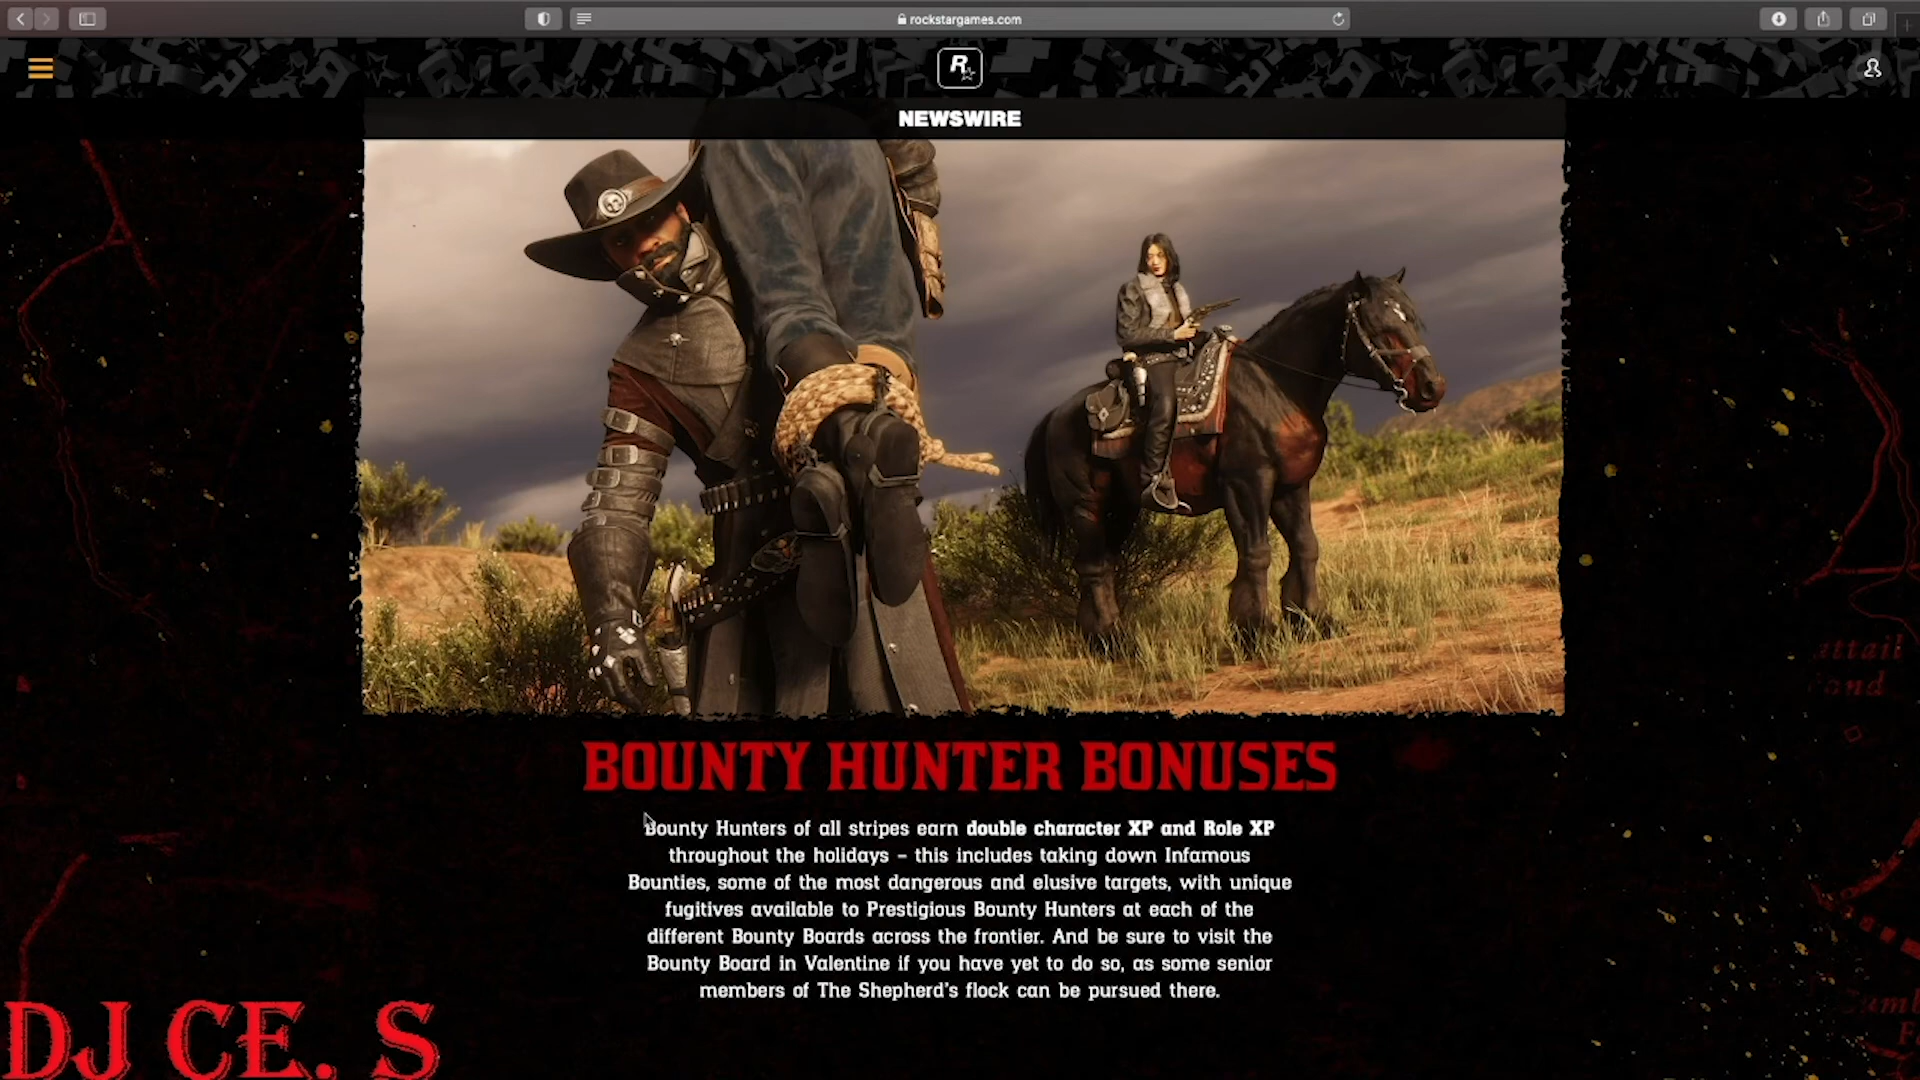 rockstargames.com
R
NEWSWIRE
BOUNTY HUNTER BONUSES
Bounty Hunters of all stripes earn double character XP and Role XP
throughout the holidays – this includes taking down Infamous
Bounties, some of the most dangerous and elusive targets, with unique
fugitives available to Prestigious Bounty Hunters at each of the
different Bounty Boards across the frontier. And be sure to visit the
Bounty Board in Valentine if you have yet to do so, as some senior
members of The Shepherd's flock can be pursued there.
attail
ond
DJ CE. S